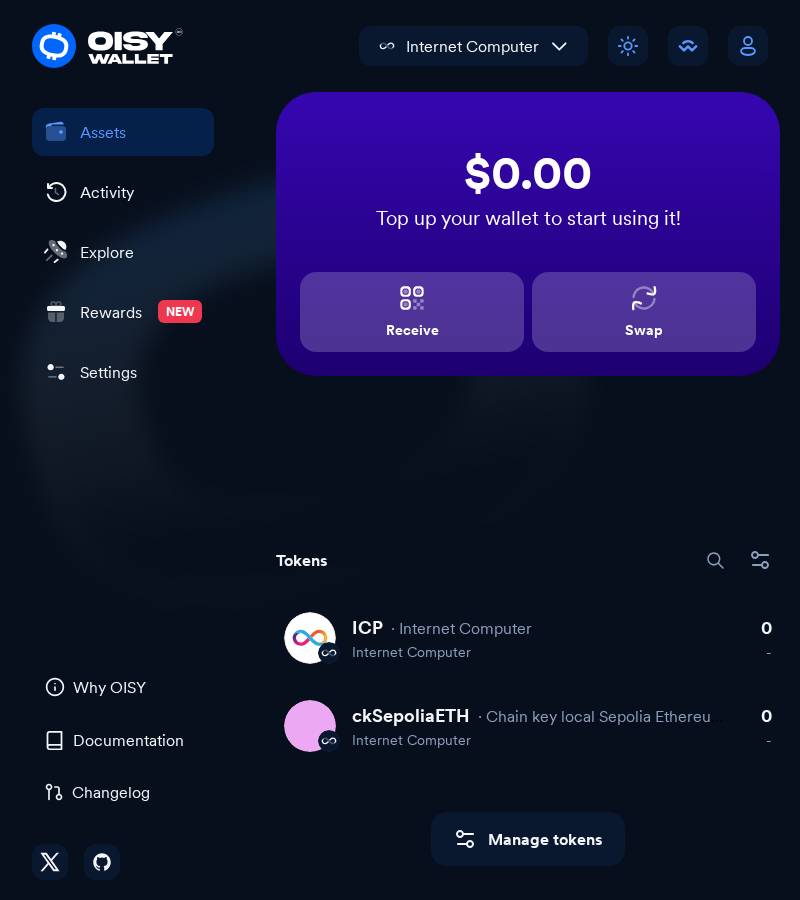 OISY
WALLET
Internet Computer
Assets
Activity
Explore
Rewards NEW
Settings
$0.00
Top up your wallet to start using it!
Receive
Swap
Tokens
ICP · Internet Computer 0
Internet Computer -
ckSepoliaETH · Chain key local Sepolia Ethereu... 0
Internet Computer -
Manage tokens
Why OISY
Documentation
Changelog